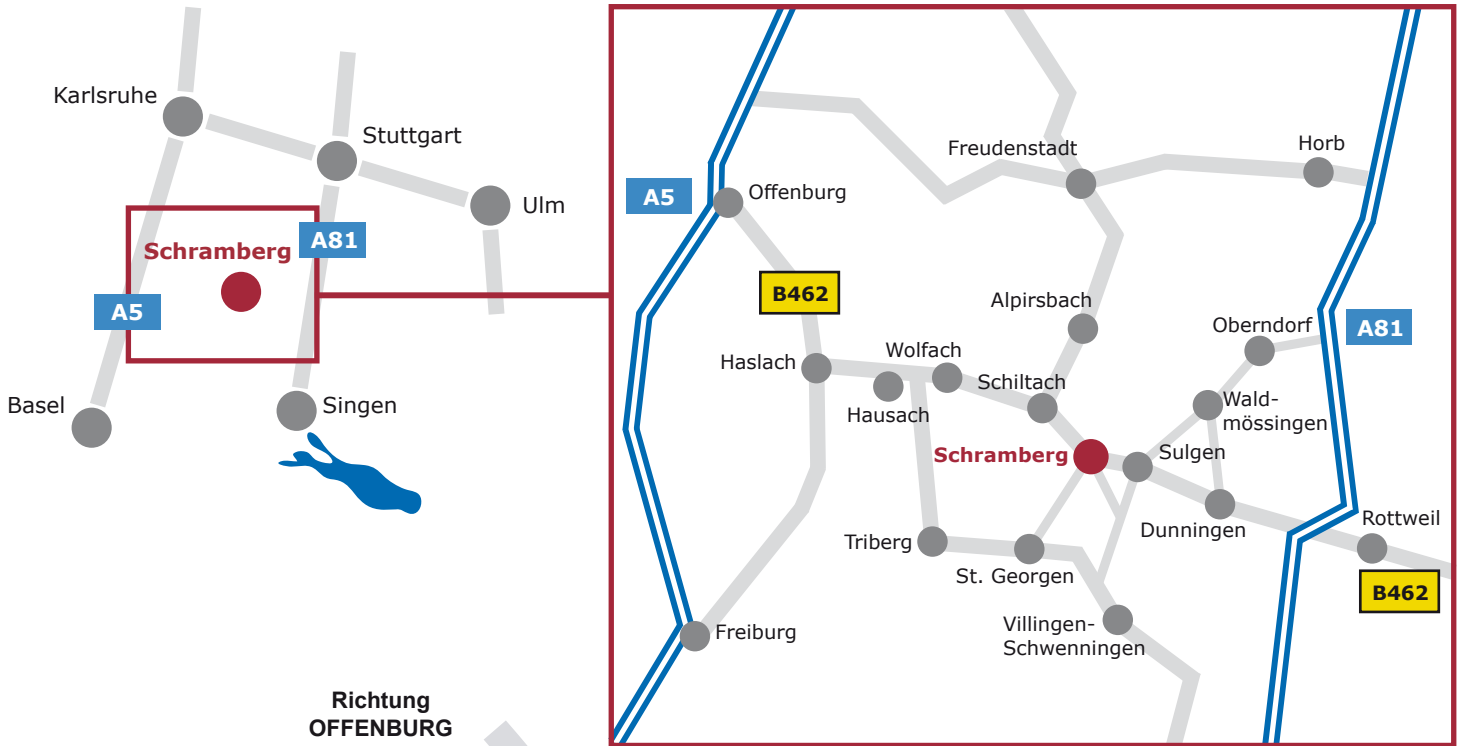 Karlsruhe
Stuttgart
Ulm
A81
Schramberg
A5
Basel
Singen
Richtung
OFFENBURG
Freudenstadt
Horb
A5
Offenburg
B462
Alpirsbach
Oberndorf
A81
Haslach
Wolfach
Schiltach
Hausach
Wald-
mössingen
Schramberg
Sulgen
Dunningen
Rottweil
Triberg
St. Georgen
B462
Freiburg
Villingen-
Schwenningen